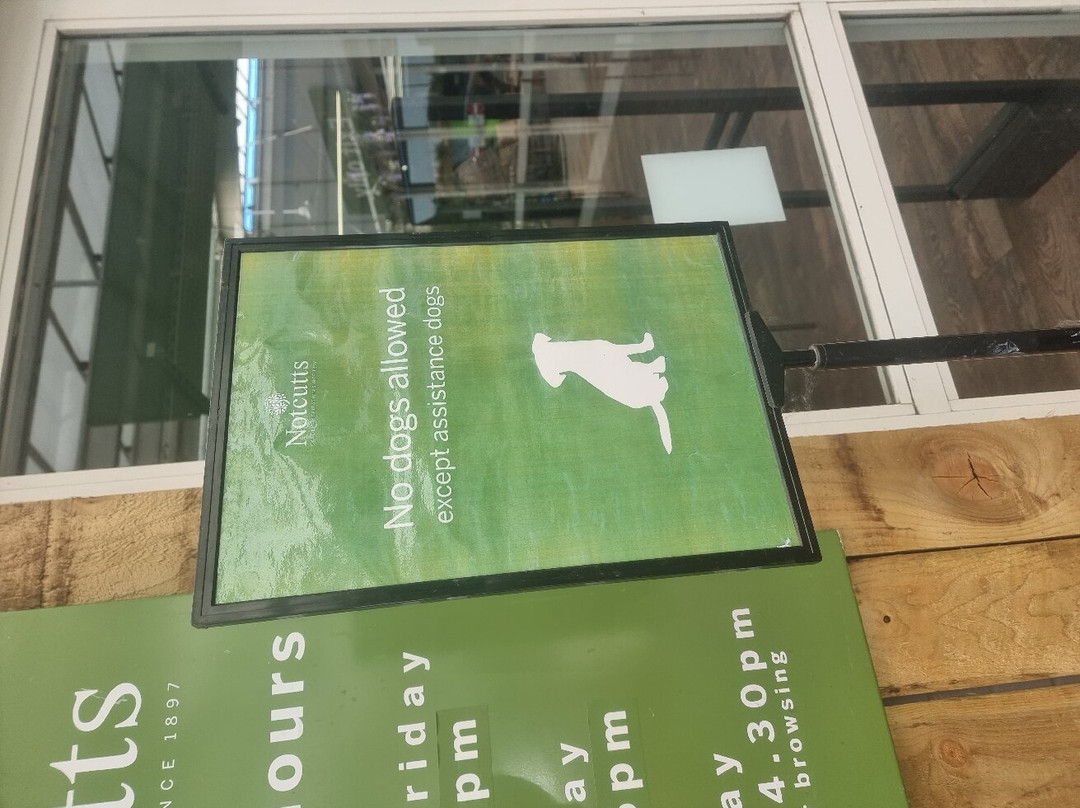 Notcutts
No dogs allowed
except assistance dogs
tts
NCE 1897
ours
riday
pm
ay
pm
ay
4.30pm
browsing